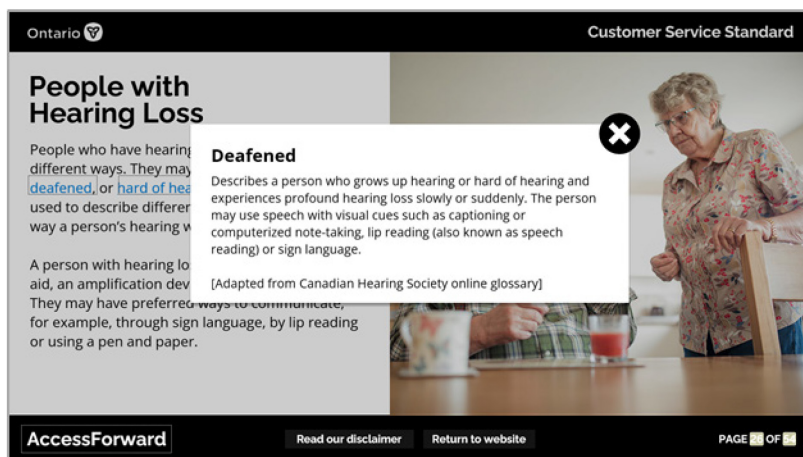 Ontario
Customer Service Standard
People with
Hearing Loss
People who have hearing
different ways. They may
deafened, or hard of hea
used to describe differer
way a person's hearing w
A person with hearing lo
aid, an amplification dev
They may have preferred ways to communicate,
for example, through sign language, by lip reading
or using a pen and paper.
Deafened
Describes a person who grows up hearing or hard of hearing and
experiences profound hearing loss slowly or suddenly. The person
may use speech with visual cues such as captioning or
computerized note-taking, lip reading (also known as speech
reading) or sign language.
[Adapted from Canadian Hearing Society online glossary]
AccessForward
Read our disclaimer
Return to website
PAGE 26 OF 54